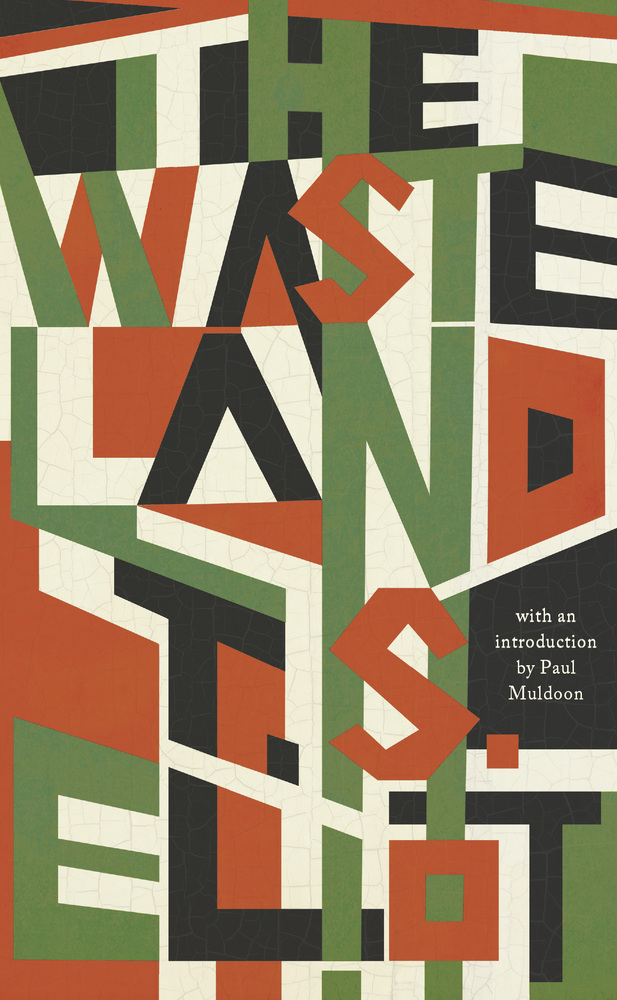 THE
WASTE
LAND
T. S.
ELIOT
with an
introduction
by Paul
Muldoon